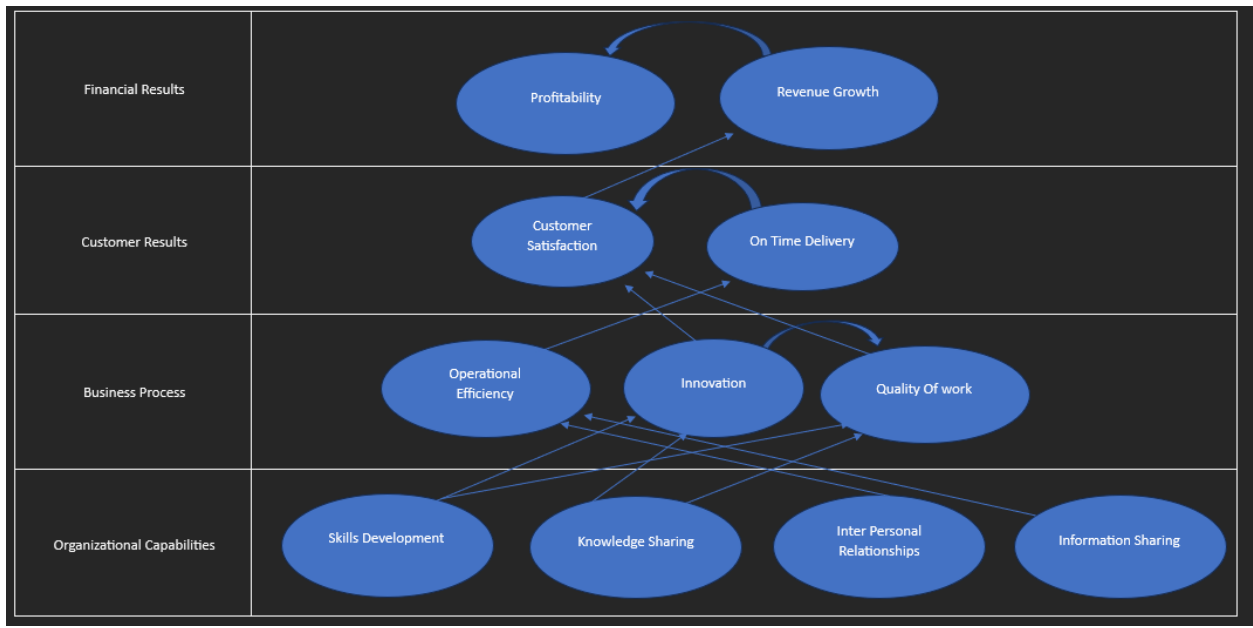 Financial Results
Profitability
Revenue Growth
Customer Results
Customer
Satisfaction
On Time Delivery
Business Process
Operational
Efficiency
Innovation
Quality Of work
Organizational Capabilities
Skills Development
Knowledge Sharing
Inter Personal
Relationships
Information Sharing